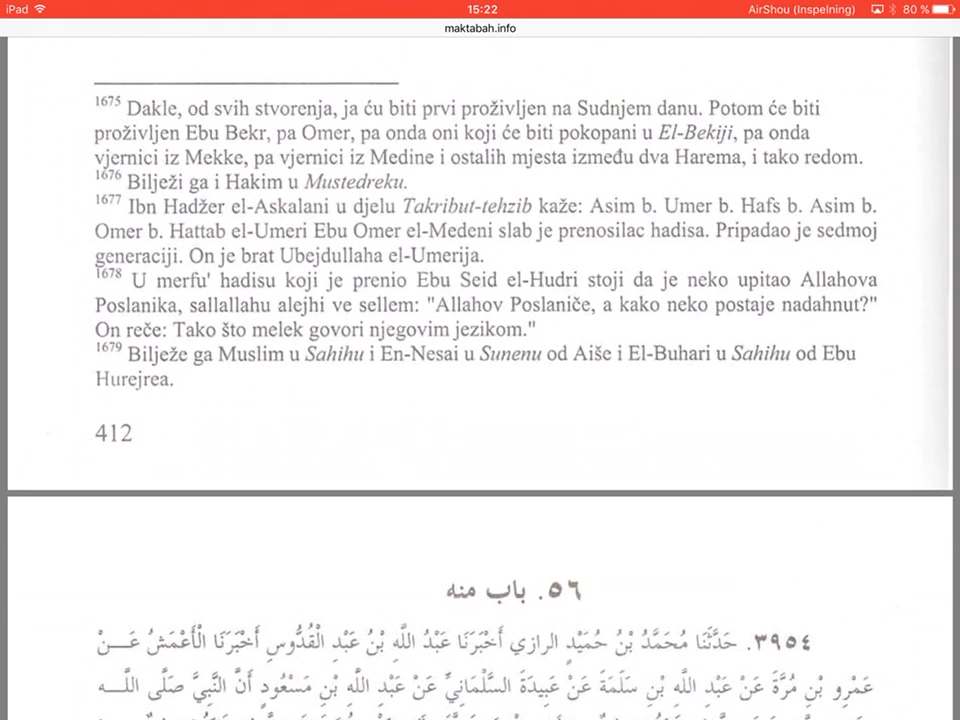 iPad 15:22 AirShou (Inspelning) 80 %
maktabah.info
1675 Dakle, od svih stvorenja, ja ću biti prvi proživljen na Sudnjem danu. Potom će biti
proživljen Ebu Bekr, pa Omer, pa onda oni koji će biti pokopani u El-Bekiji, pa onda
vjernici iz Mekke, pa vjernici iz Medine i ostalih mjesta između dva Harema, i tako redom.
1676 Bilježi ga i Hakim u Mustedreku.
1677 Ibn Hadžer el-Askalani u djelu Takribut-tehzib kaže: Asim b. Umer b. Hafs b. Asim b.
Omer b. Hattab el-Umeri Ebu Omer el-Medeni slab je prenosilac hadisa. Pripadao je sedmoj
generaciji. On je brat Ubejdullaha el-Umerija.
1678 U merfu' hadisu koji je prenio Ebu Seid el-Hudri stoji da je neko upitao Allahova
Poslanika, sallallahu alejhi ve sellem: "Allahov Poslaniče, a kako neko postaje nadahnut?"
On reče: Tako što melek govori njegovim jezikom."
1679 Bilježe ga Muslim u Sahihu i En-Nesai u Sunenu od Aiše i El-Buhari u Sahihu od Ebu
Hurejrea.
412
٥٦. باب منه
٣٩٥٤. حَدَّثَنَا مُحَمَّدُ بْنُ حُمَيْدٍ الرازي أَخْبَرَنَا عَبْدُ اللَّهِ بْنُ عَبْدِ الْقُدُّوسِ أَخْبَرَنَا الْأَعْمَشُ عَـــنْ
عَمْرِو بْنِ مُرَّةَ عَنْ عَبْدِ اللَّهِ بْنِ سَلَمَةَ عَنْ عَبِيدَةَ السَّلْمَانِيِّ عَنْ عَبْدِ اللَّهِ بْنِ مَسْعُودٍ أَنَّ النَّبِيَّ صَلَّى اللَّـــه